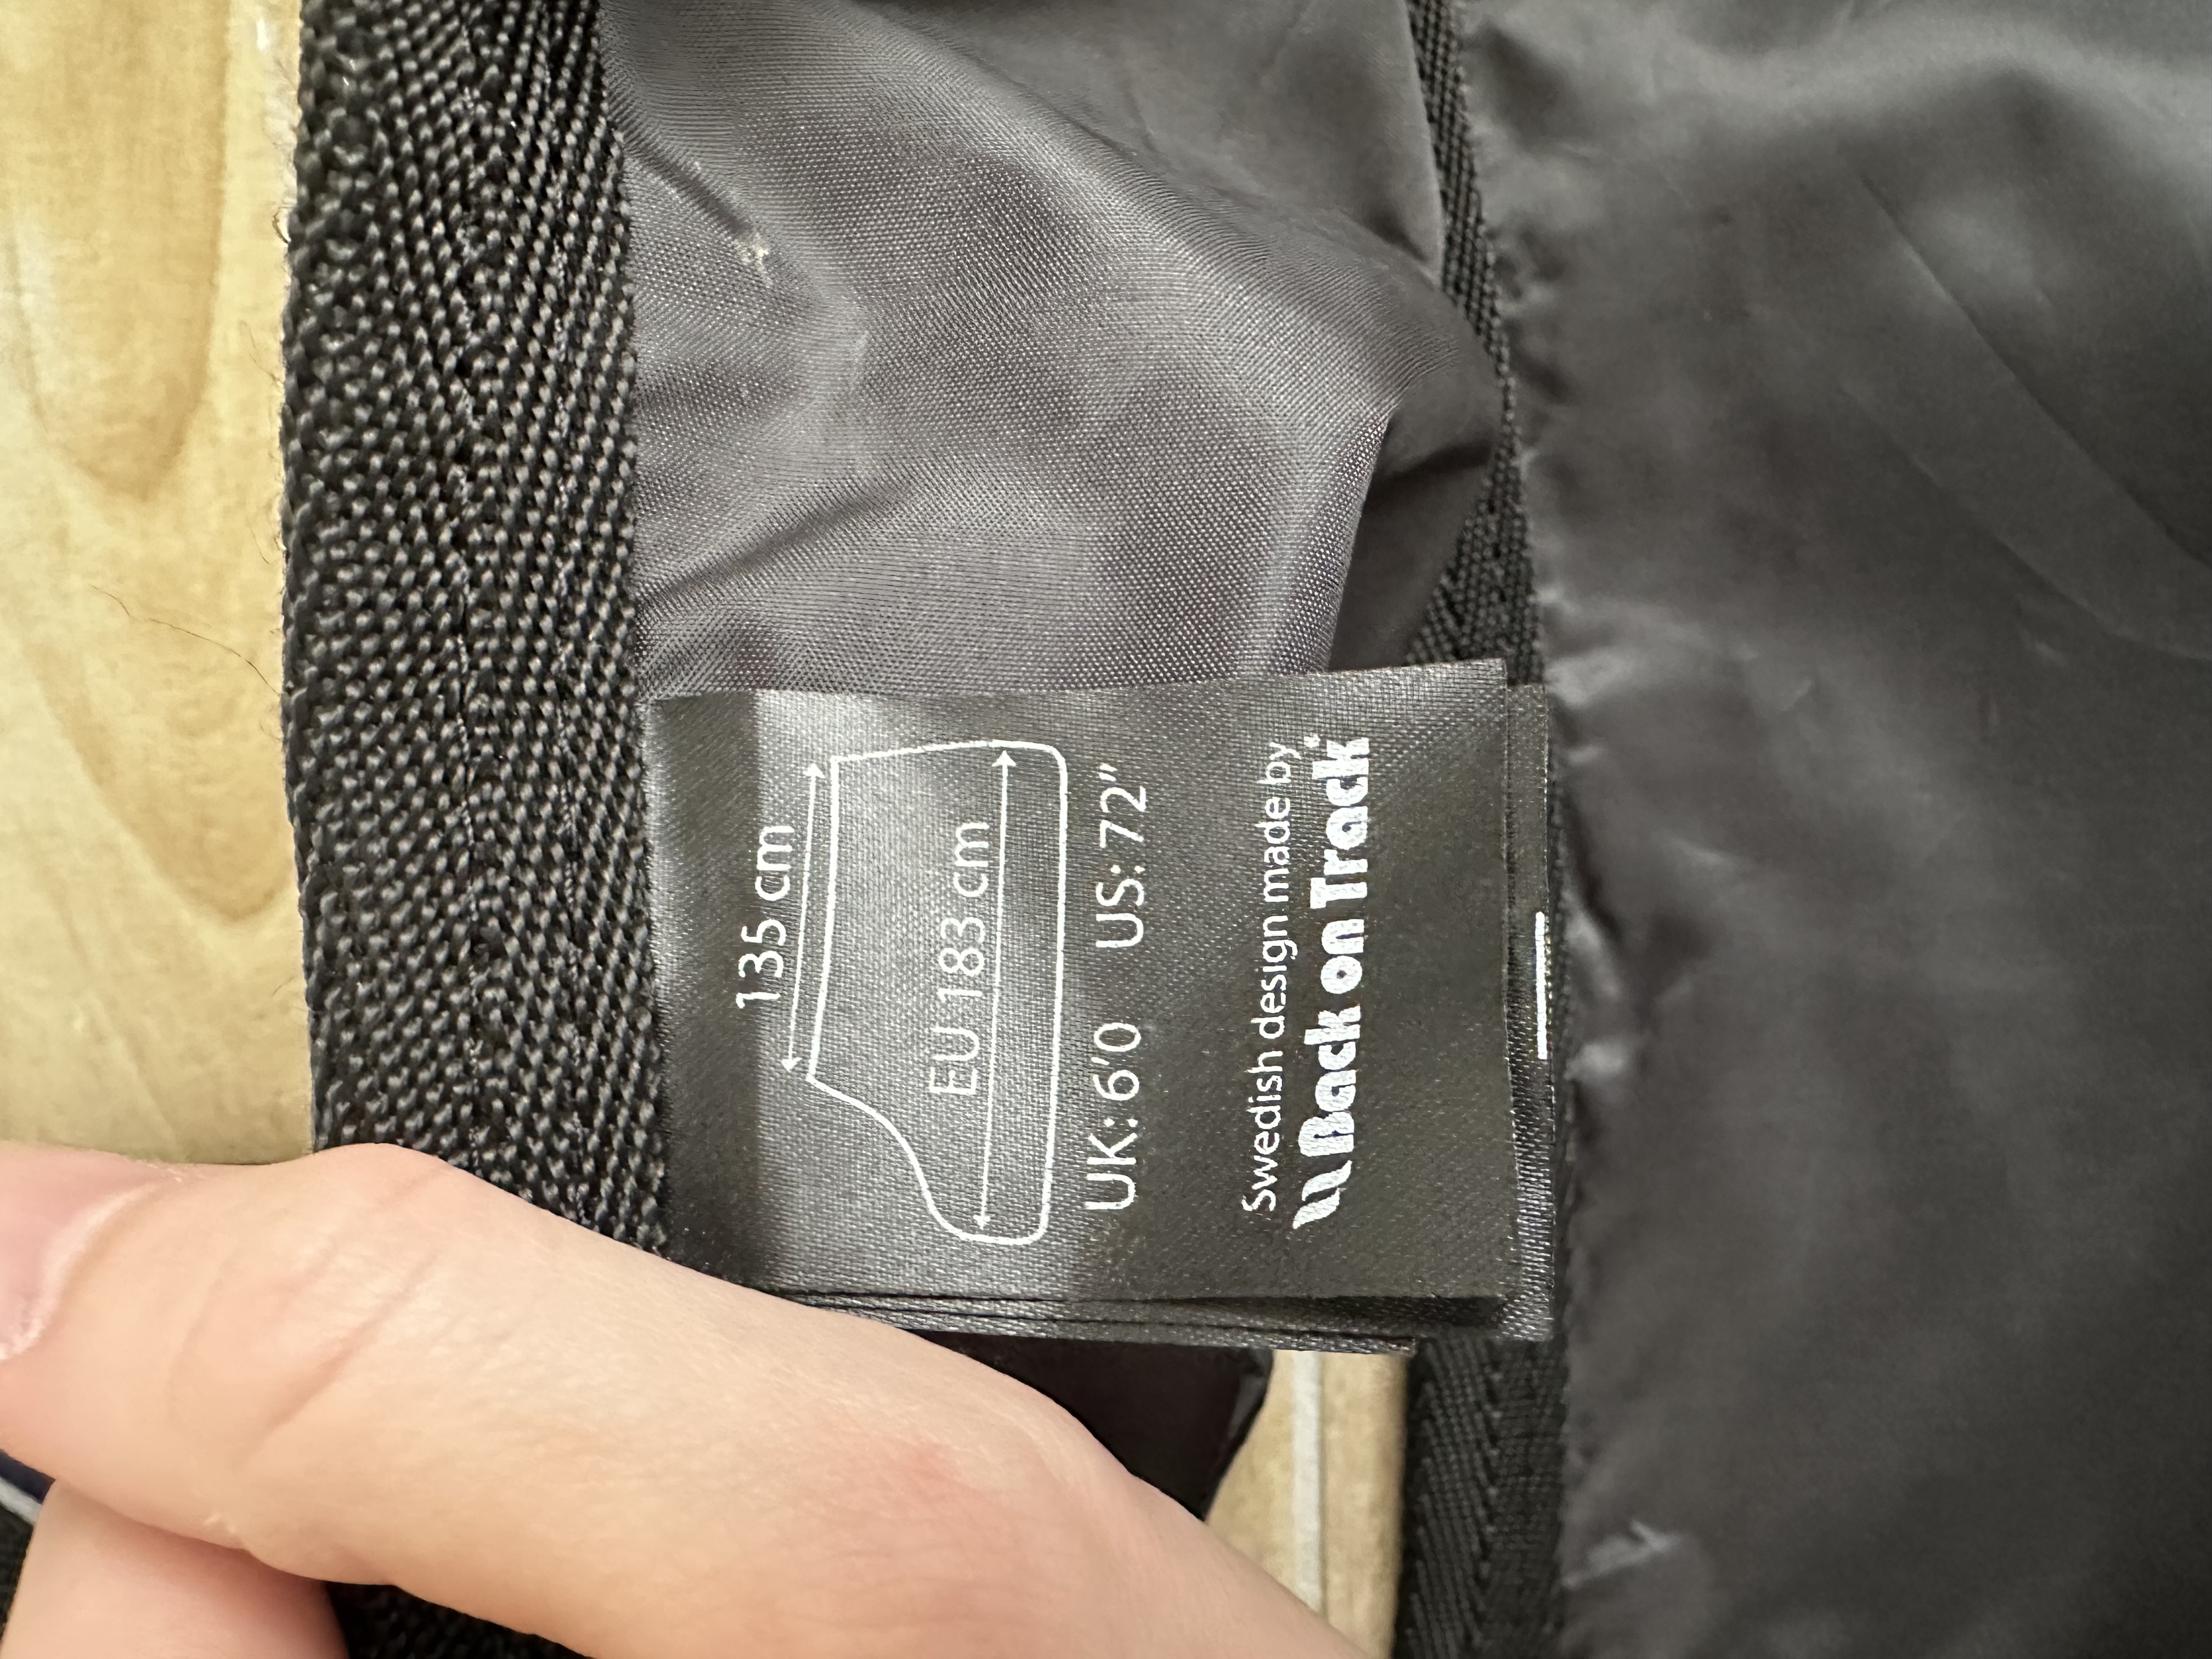 135 cm
EU 183 cm
UK: 6'0 US: 72"
Swedish design made by
Back on Track